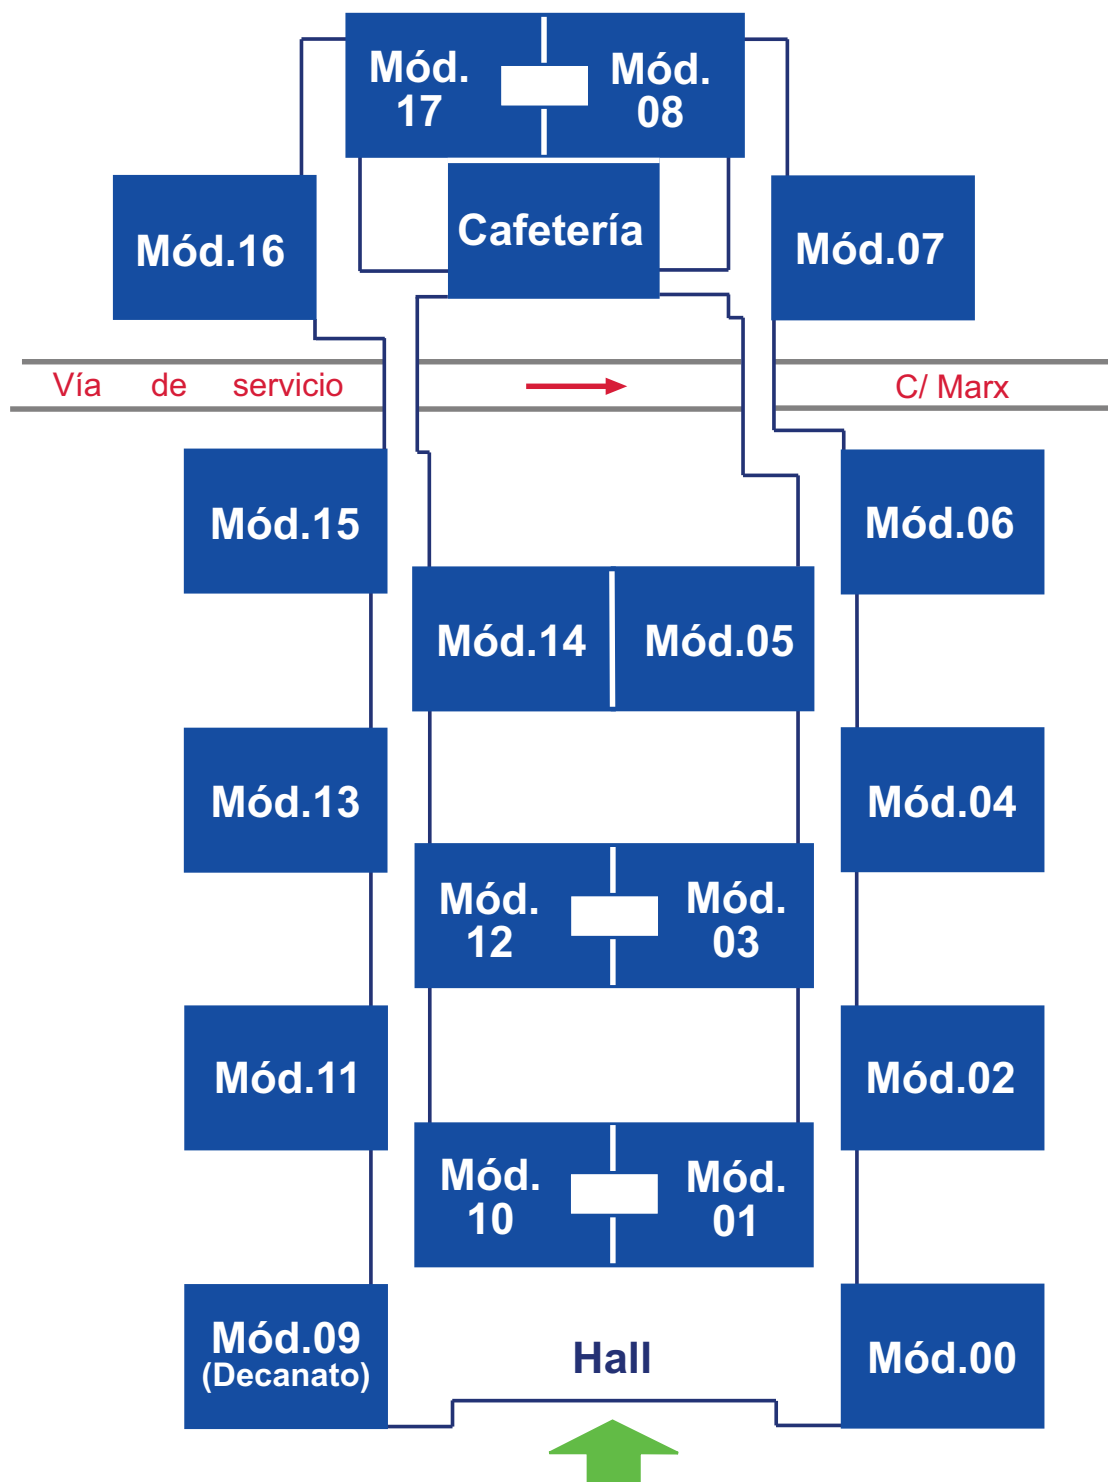 Mód.
17
Mód.
08
Mód.16
Cafetería
Mód.07
Vía de servicio
C/ Marx
Mód.15
Mód.06
Mód.14
Mód.05
Mód.13
Mód.04
Mód.
12
Mód.
03
Mód.11
Mód.02
Mód.
10
Mód.
01
Mód.09
(Decanato)
Hall
Mód.00